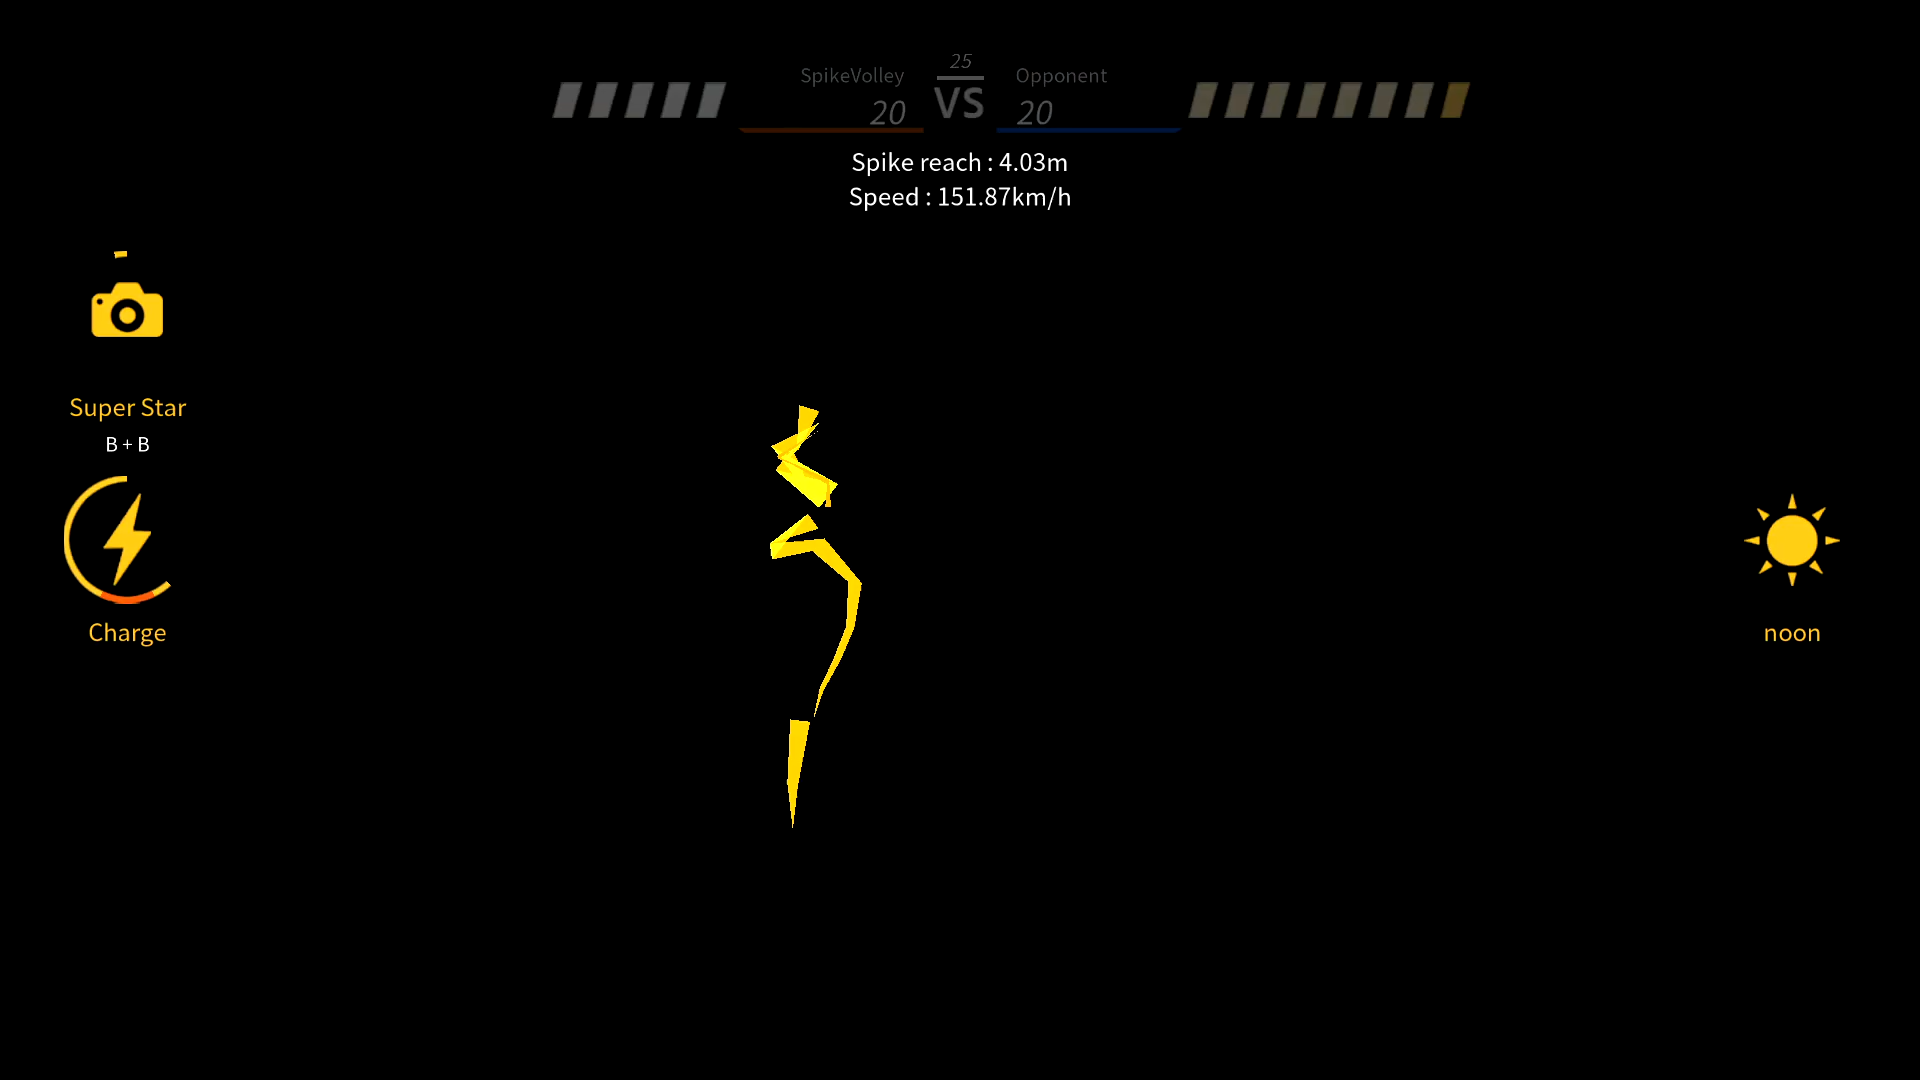 25
SpikeVolley VS Opponent
20 20
Spike reach : 4.03m
Speed : 151.87km/h
Super Star
B + B
Charge
noon